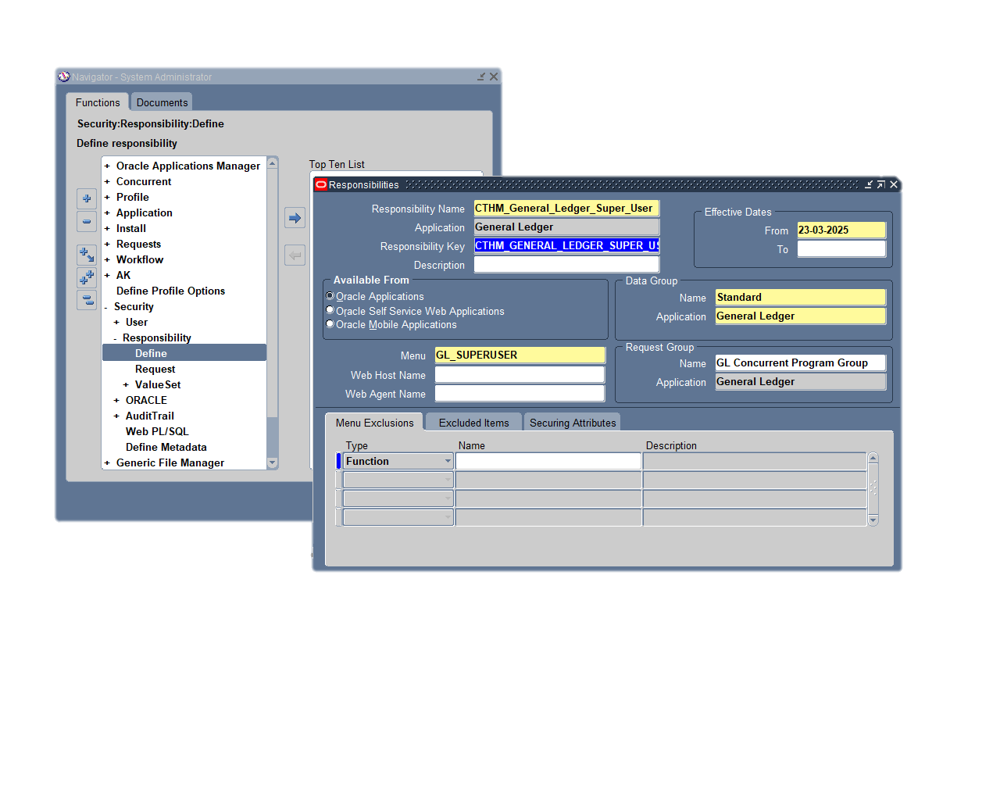 Navigator - System Administrator
Functions
Documents
Security:Responsibility:Define
Define responsibility
+ Oracle Applications Manager
+ Concurrent
+ Profile
+ Application
+ Install
+ Requests
+ Workflow
+ AK
Define Profile Options
- Security
+ User
- Responsibility
Define
Request
+ ValueSet
+ ORACLE
+ AuditTrail
Web PL/SQL
Define Metadata
+ Generic File Manager
Top Ten List
Responsibilities
Responsibility Name CTHM_General_Ledger_Super_User
Application General Ledger
Responsibility Key CTHM_GENERAL_LEDGER_SUPER_US
Description
Effective Dates
From 23-03-2025
To
Available From
Oracle Applications
Oracle Self Service Web Applications
Oracle Mobile Applications
Data Group
Name Standard
Application General Ledger
Menu GL_SUPERUSER
Web Host Name
Web Agent Name
Request Group
Name GL Concurrent Program Group
Application General Ledger
Menu Exclusions
Excluded Items
Securing Attributes
Type Name Description
Function